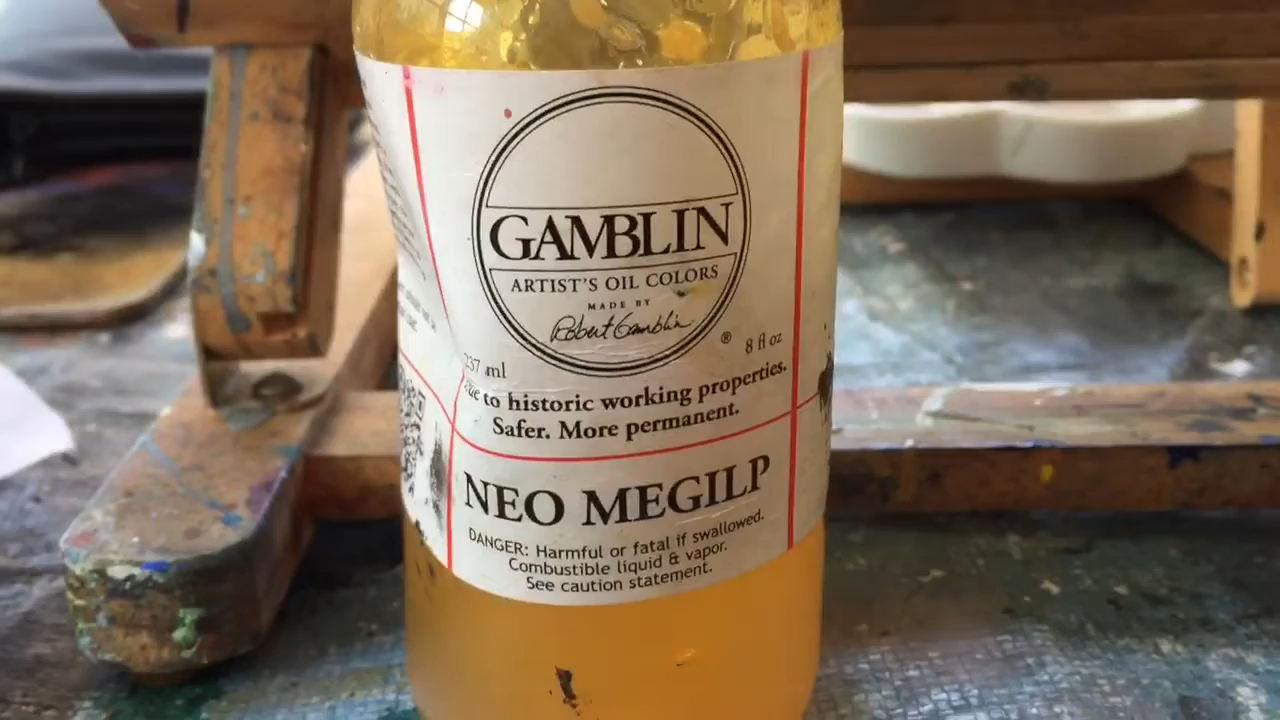 GAMBLIN
ARTIST'S OIL COLORS
MADE BY
Robert Gamblin
®
237 ml
8 fl oz
to historic working properties.
Safer. More permanent.
NEO MEGILP
DANGER: Harmful or fatal if swallowed.
Combustible liquid & vapor.
See caution statement.